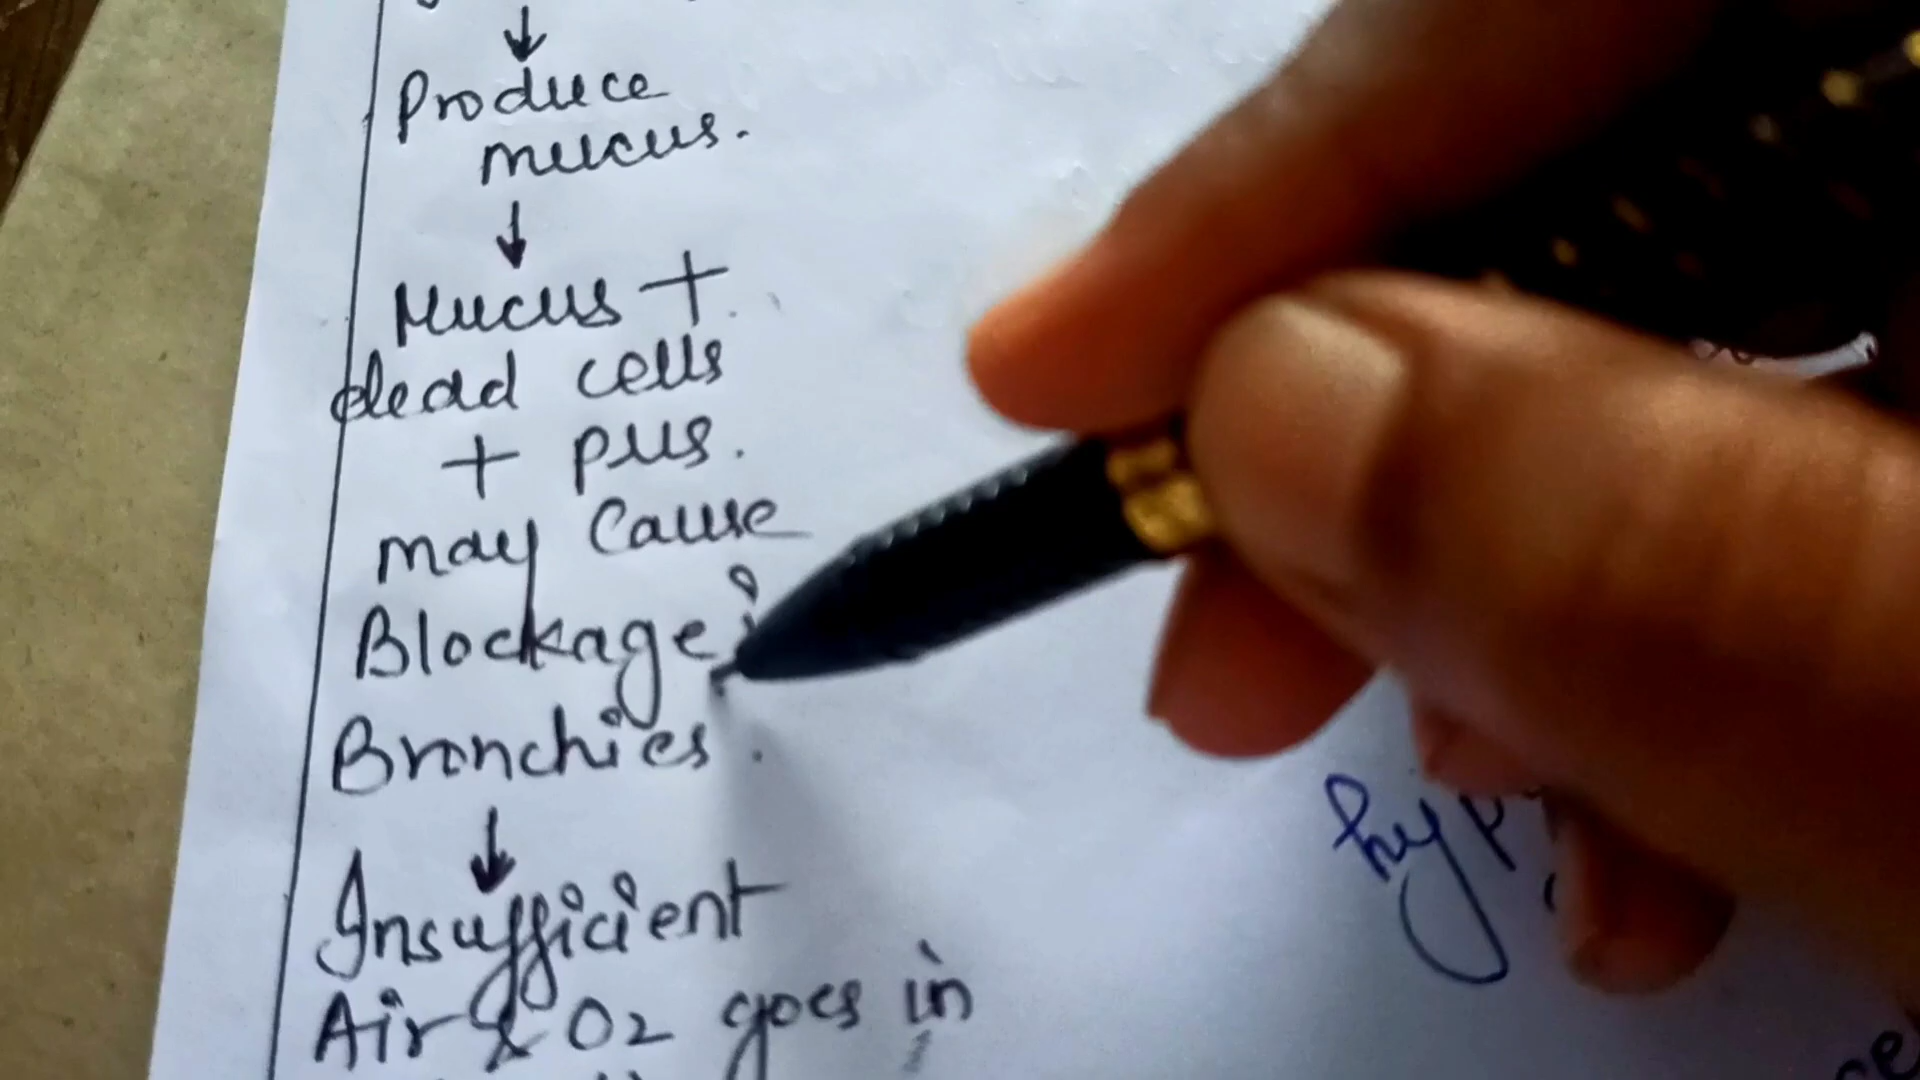 Produce
mucus.
Mucus +
dead cells
+ pus.
may Cause
Blockage
Bronchies.
Insufficient
Air & O2 goes in